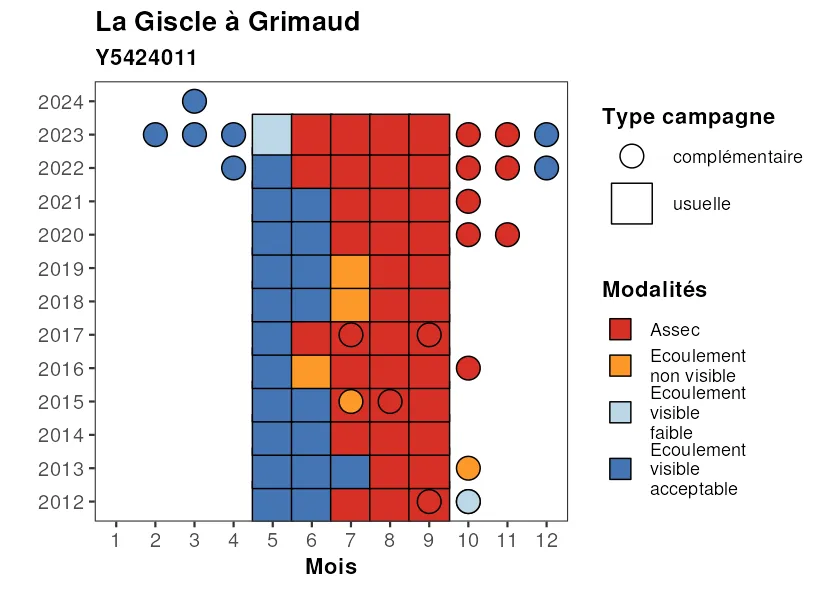 La Giscle à Grimaud
Y5424011
2024
2023
2022
2021
2020
2019
2018
2017
2016
2015
2014
2013
2012
1 2 3 4 5 6 7 8 9 10 11 12
Mois
Type campagne
complémentaire
usuelle
Modalités
Assec
Ecoulement
non visible
Ecoulement
visible
faible
Ecoulement
visible
acceptable